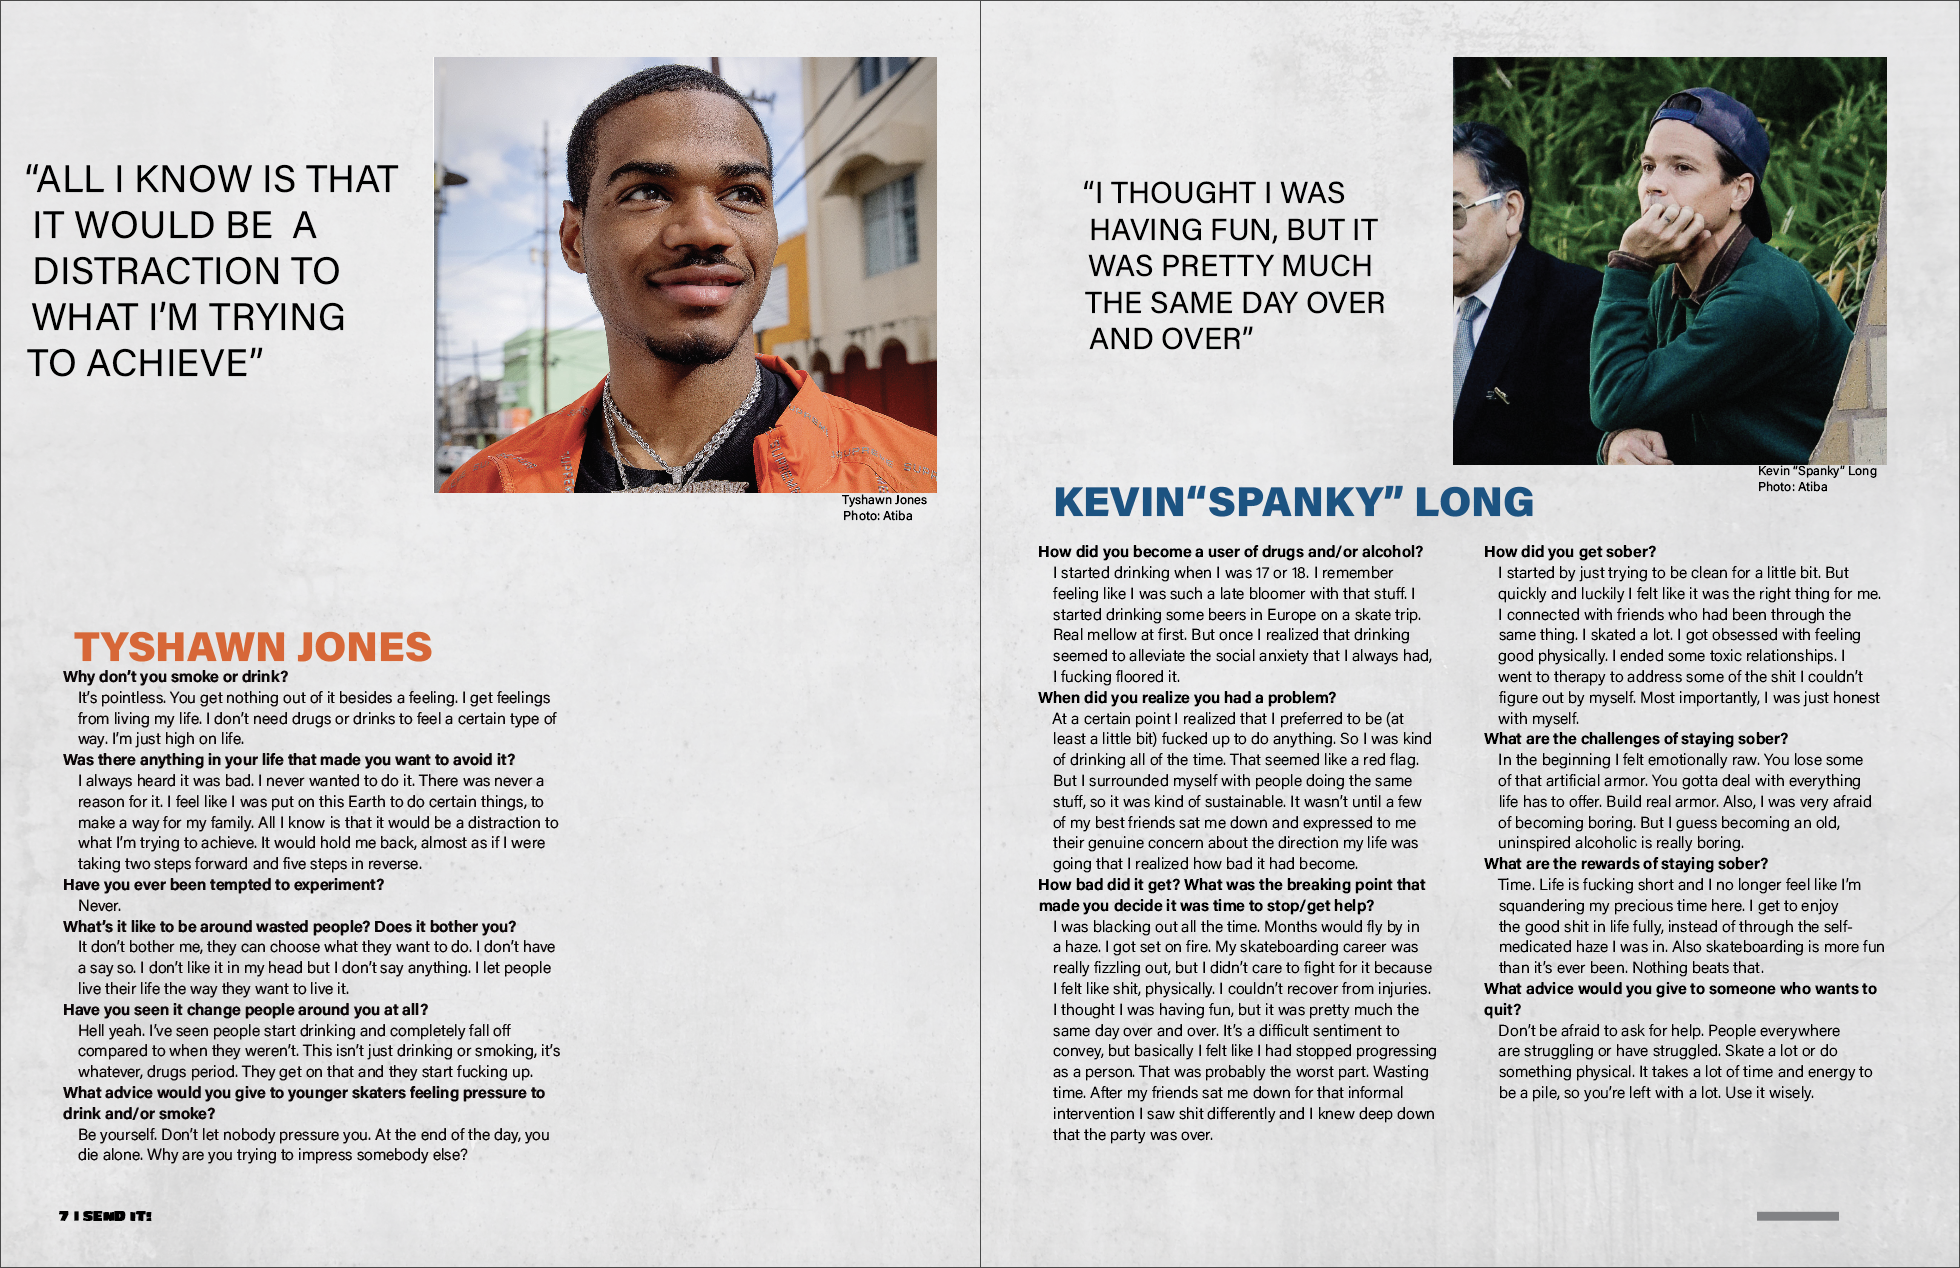 “ALL I KNOW IS THAT
IT WOULD BE  A
DISTRACTION TO
WHAT I’M TRYING
TO ACHIEVE”
Tyshawn Jones
Photo: Atiba
TYSHAWN JONES
Why don’t you smoke or drink?
It’s pointless. You get nothing out of it besides a feeling. I get feelings
from living my life. I don’t need drugs or drinks to feel a certain type of
way. I’m just high on life.
Was there anything in your life that made you want to avoid it?
I always heard it was bad. I never wanted to do it. There was never a
reason for it. I feel like I was put on this Earth to do certain things, to
make a way for my family. All I know is that it would be a distraction to
what I’m trying to achieve. It would hold me back, almost as if I were
taking two steps forward and five steps in reverse.
Have you ever been tempted to experiment?
Never.
What’s it like to be around wasted people? Does it bother you?
It don’t bother me, they can choose what they want to do. I don’t have
a say so. I don’t like it in my head but I don’t say anything. I let people
live their life the way they want to live it.
Have you seen it change people around you at all?
Hell yeah. I’ve seen people start drinking and completely fall off
compared to when they weren’t. This isn’t just drinking or smoking, it’s
whatever, drugs period. They get on that and they start fucking up.
What advice would you give to younger skaters feeling pressure to
drink and/or smoke?
Be yourself. Don’t let nobody pressure you. At the end of the day, you
die alone. Why are you trying to impress somebody else?
7 I SEND IT!
“I THOUGHT I WAS
HAVING FUN, BUT IT
WAS PRETTY MUCH
THE SAME DAY OVER
AND OVER”
Kevin “Spanky” Long
Photo: Atiba
KEVIN“SPANKY” LONG
How did you become a user of drugs and/or alcohol?
I started drinking when I was 17 or 18. I remember
feeling like I was such a late bloomer with that stuff. I
started drinking some beers in Europe on a skate trip.
Real mellow at first. But once I realized that drinking
seemed to alleviate the social anxiety that I always had,
I fucking floored it.
When did you realize you had a problem?
At a certain point I realized that I preferred to be (at
least a little bit) fucked up to do anything. So I was kind
of drinking all of the time. That seemed like a red flag.
But I surrounded myself with people doing the same
stuff, so it was kind of sustainable. It wasn’t until a few
of my best friends sat me down and expressed to me
their genuine concern about the direction my life was
going that I realized how bad it had become.
How bad did it get? What was the breaking point that
made you decide it was time to stop/get help?
I was blacking out all the time. Months would fly by in
a haze. I got set on fire. My skateboarding career was
really fizzling out, but I didn’t care to fight for it because
I felt like shit, physically. I couldn’t recover from injuries.
I thought I was having fun, but it was pretty much the
same day over and over. It’s a difficult sentiment to
convey, but basically I felt like I had stopped progressing
as a person. That was probably the worst part. Wasting
time. After my friends sat me down for that informal
intervention I saw shit differently and I knew deep down
that the party was over.
How did you get sober?
I started by just trying to be clean for a little bit. But
quickly and luckily I felt like it was the right thing for me.
I connected with friends who had been through the
same thing. I skated a lot. I got obsessed with feeling
good physically. I ended some toxic relationships. I
went to therapy to address some of the shit I couldn’t
figure out by myself. Most importantly, I was just honest
with myself.
What are the challenges of staying sober?
In the beginning I felt emotionally raw. You lose some
of that artificial armor. You gotta deal with everything
life has to offer. Build real armor. Also, I was very afraid
of becoming boring. But I guess becoming an old,
uninspired alcoholic is really boring.
What are the rewards of staying sober?
Time. Life is fucking short and I no longer feel like I’m
squandering my precious time here. I get to enjoy
the good shit in life fully, instead of through the self-
medicated haze I was in. Also skateboarding is more fun
than it’s ever been. Nothing beats that.
What advice would you give to someone who wants to
quit?
Don’t be afraid to ask for help. People everywhere
are struggling or have struggled. Skate a lot or do
something physical. It takes a lot of time and energy to
be a pile, so you’re left with a lot. Use it wisely.